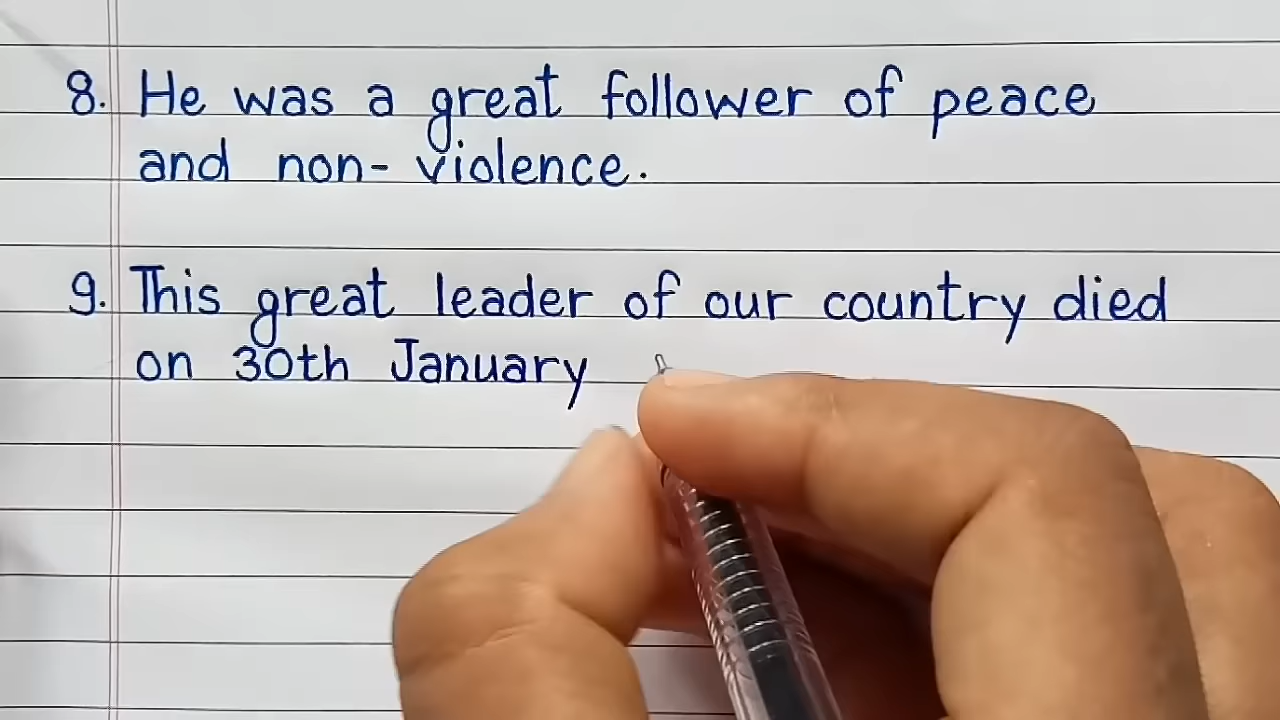 8. He was a great follower of peace
and non-violence.
9. This great leader of our country died
on 30th January